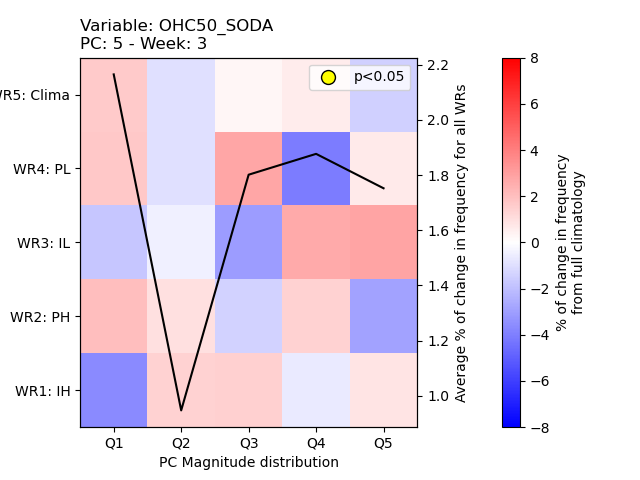 Variable: OHC50_SODA
PC: 5 - Week: 3
p<0.05
WR5: Clima
WR4: PL
WR3: IL
WR2: PH
WR1: IH
Q1 Q2 Q3 Q4 Q5
PC Magnitude distribution
2.2
2.0
1.8
1.6
1.4
1.2
1.0
Average % of change in frequency for all WRs
8
6
4
2
0
−2
−4
−6
−8
% of change in frequency
from full climatology